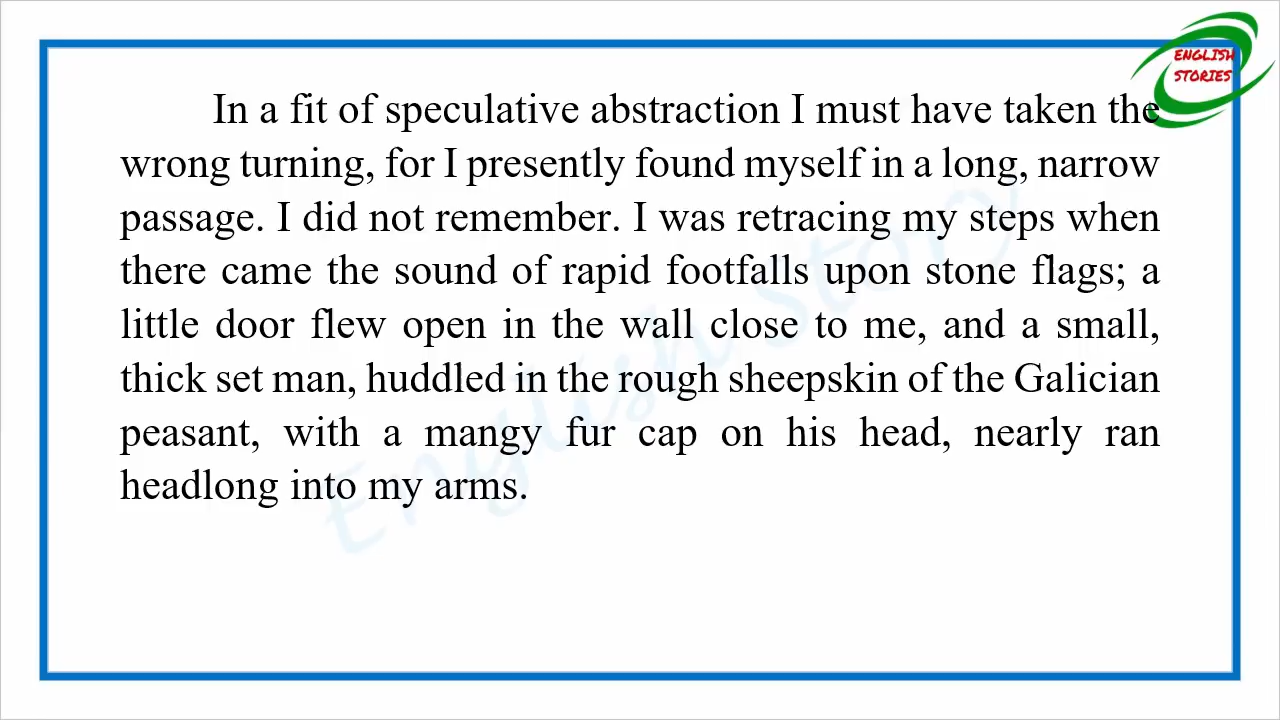 ENGLISH
STORIES
In a fit of speculative abstraction I must have taken the
wrong turning, for I presently found myself in a long, narrow
passage. I did not remember. I was retracing my steps when
there came the sound of rapid footfalls upon stone flags; a
little door flew open in the wall close to me, and a small,
thick set man, huddled in the rough sheepskin of the Galician
peasant, with a mangy fur cap on his head, nearly ran
headlong into my arms.
English Story